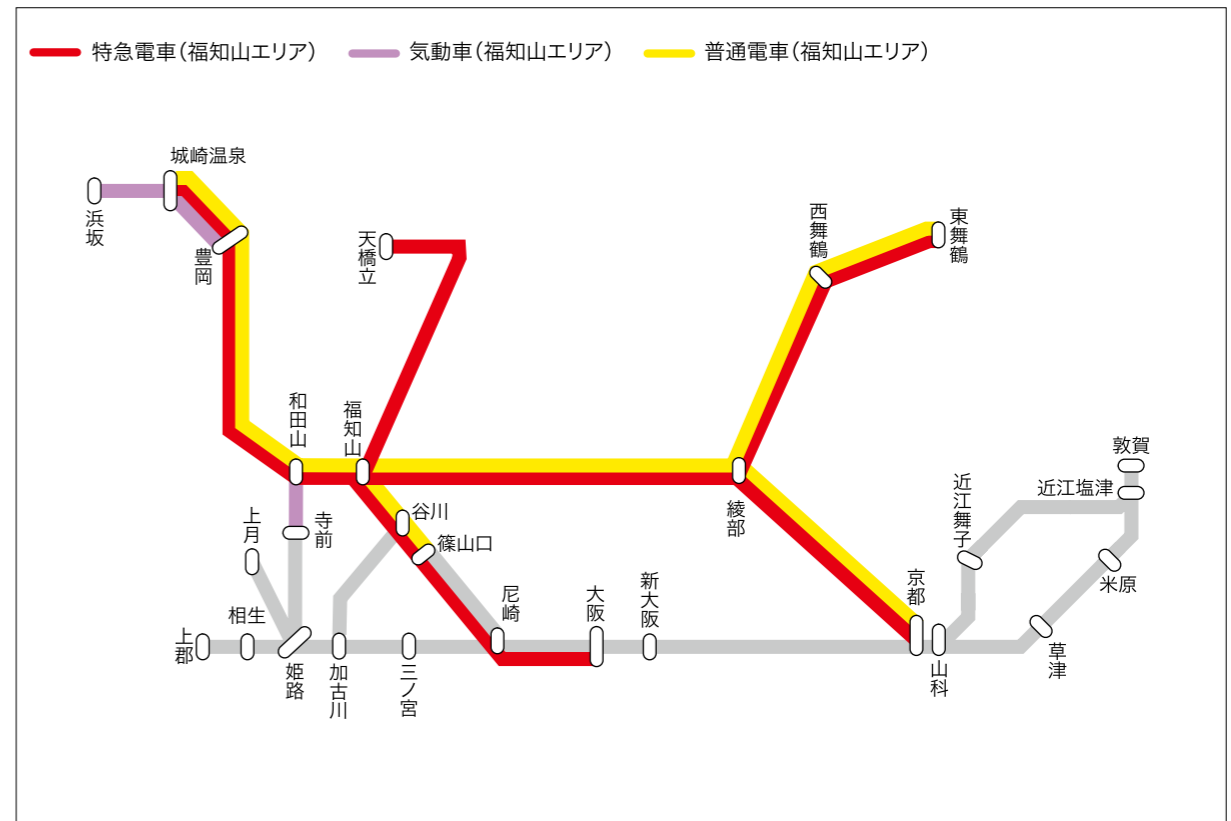 特急電車(福知山エリア)
気動車(福知山エリア)
普通電車(福知山エリア)
城崎温泉
浜坂
豊岡
天橋立
西舞鶴
東舞鶴
和田山
福知山
綾部
敦賀
近江塩津
近江舞子
米原
上月
寺前
谷川
篠山口
尼崎
大阪
新大阪
京都
上郡
相生
姫路
加古川
三ノ宮
山科
草津